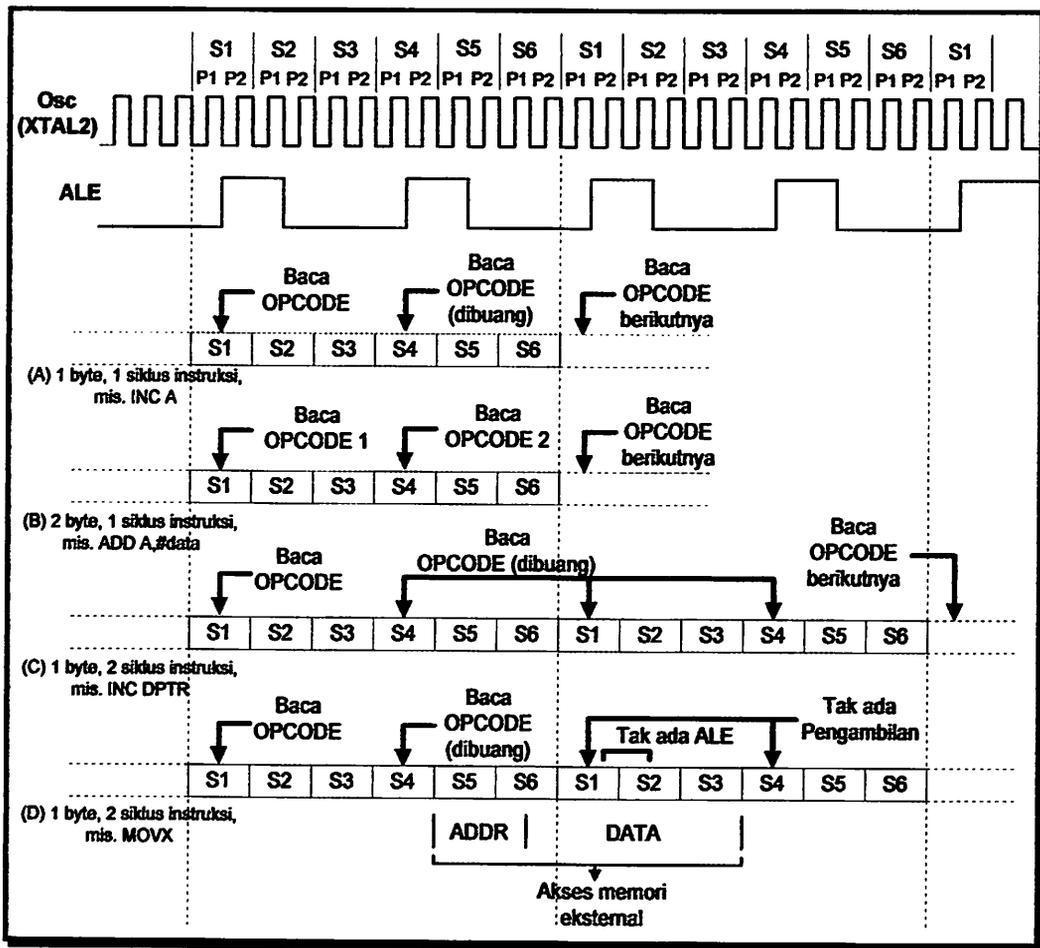 S1 S2 S3 S4 S5 S6 S1 S2 S3 S4 S5 S6 S1
P1 P2 P1 P2 P1 P2 P1 P2 P1 P2 P1 P2 P1 P2 P1 P2 P1 P2 P1 P2 P1 P2 P1 P2 P1 P2
Osc
(XTAL2)
ALE
Baca
OPCODE
Baca
OPCODE
(dibuang)
Baca
OPCODE
berikutnya
S1 S2 S3 S4 S5 S6
(A) 1 byte, 1 siklus instruksi,
mis. INC A
Baca
OPCODE 1
Baca
OPCODE 2
Baca
OPCODE
berikutnya
S1 S2 S3 S4 S5 S6
(B) 2 byte, 1 siklus instruksi,
mis. ADD A,#data
Baca
OPCODE
Baca
OPCODE (dibuang)
Baca
OPCODE
berikutnya
S1 S2 S3 S4 S5 S6 S1 S2 S3 S4 S5 S6
(C) 1 byte, 2 siklus instruksi,
mis. INC DPTR
Baca
OPCODE
Baca
OPCODE
(dibuang)
Tak ada ALE
Tak ada
Pengambilan
S1 S2 S3 S4 S5 S6 S1 S2 S3 S4 S5 S6
(D) 1 byte, 2 siklus instruksi,
mis. MOVX
ADDR
DATA
Akses memori
eksternal